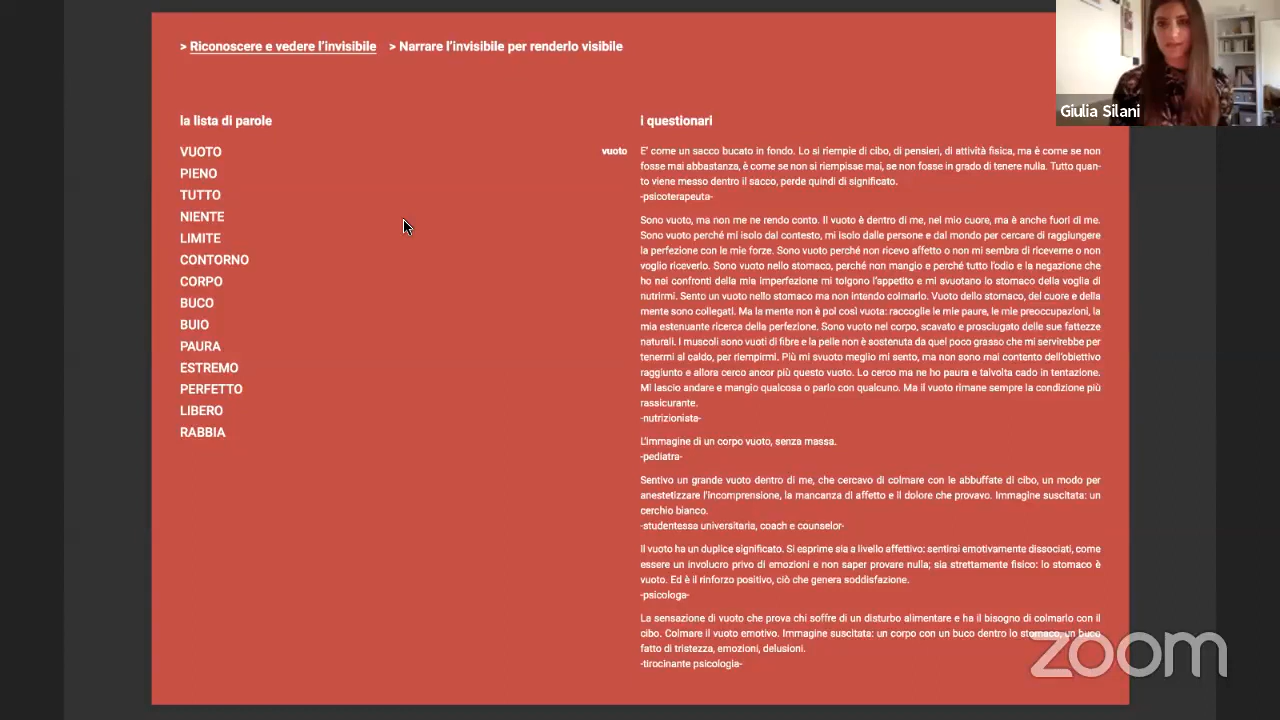 > Riconoscere e vedere l'invisibile > Narrare l'invisibile per renderlo visibile
Giulia Silani
la lista di parole
VUOTO
PIENO
TUTTO
NIENTE
LIMITE
CONTORNO
CORPO
BUCO
BUIO
PAURA
ESTREMO
PERFETTO
LIBERO
RABBIA
i questionari
vuoto
E' come un sacco bucato in fondo. Lo si riempie di cibo, di pensieri, di attività fisica, ma è come se non
fosse mai abbastanza, è come se non si riempisse mai, se non fosse in grado di tenere nulla. Tutto quan-
to viene messo dentro il sacco, perde quindi di significato.
-psicoterapeuta-
Sono vuoto, ma non me ne rendo conto. Il vuoto è dentro di me, nel mio cuore, ma è anche fuori di me.
Sono vuoto perché mi isolo dal contesto, mi isolo dalle persone e dal mondo per cercare di raggiungere
la perfezione con le mie forze. Sono vuoto perché non ricevo affetto o non mi sembra di riceverne o non
voglio riceverlo. Sono vuoto nello stomaco, perché non mangio e perché tutto l'odio e la negazione che
ho nei confronti della mia imperfezione mi tolgono l'appetito e mi svuotano lo stomaco della voglia di
nutrirmi. Sento un vuoto nello stomaco ma non intendo colmarlo. Vuoto dello stomaco, del cuore e della
mente sono collegati. Ma la mente non è poi così vuota: raccoglie le mie paure, le mie preoccupazioni, la
mia estenuante ricerca della perfezione. Sono vuoto nel corpo, scavato e prosciugato delle sue fattezze
naturali. I muscoli sono vuoti di fibre e la pelle non è sostenuta da quel poco grasso che mi servirebbe per
tenermi al caldo, per riempirmi. Più mi svuoto meglio mi sento, ma non sono mai contento dell'obiettivo
raggiunto e allora cerco ancor più questo vuoto. Lo cerco ma ne ho paura e talvolta cado in tentazione.
Mi lascio andare e mangio qualcosa o parlo con qualcuno. Ma il vuoto rimane sempre la condizione più
rassicurante.
-nutrizionista-
L'immagine di un corpo vuoto, senza massa.
-pediatra-
Sentivo un grande vuoto dentro di me, che cercavo di colmare con le abbuffate di cibo, un modo per
anestetizzare l'incomprensione, la mancanza di affetto e il dolore che provavo. Immagine suscitata: un
cerchio bianco.
-studentessa universitaria, coach e counselor-
Il vuoto ha un duplice significato. Si esprime sia a livello affettivo: sentirsi emotivamente dissociati, come
essere un involucro privo di emozioni e non saper provare nulla; sia strettamente fisico: lo stomaco è
vuoto. Ed è il rinforzo positivo, ciò che genera soddisfazione.
-psicologa-
La sensazione di vuoto che prova chi soffre di un disturbo alimentare e ha il bisogno di colmarlo con il
cibo. Colmare il vuoto emotivo. Immagine suscitata: un corpo con un buco dentro lo stomaco, un buco
fatto di tristezza, emozioni, delusioni.
-tirocinante psicologia-
zoom